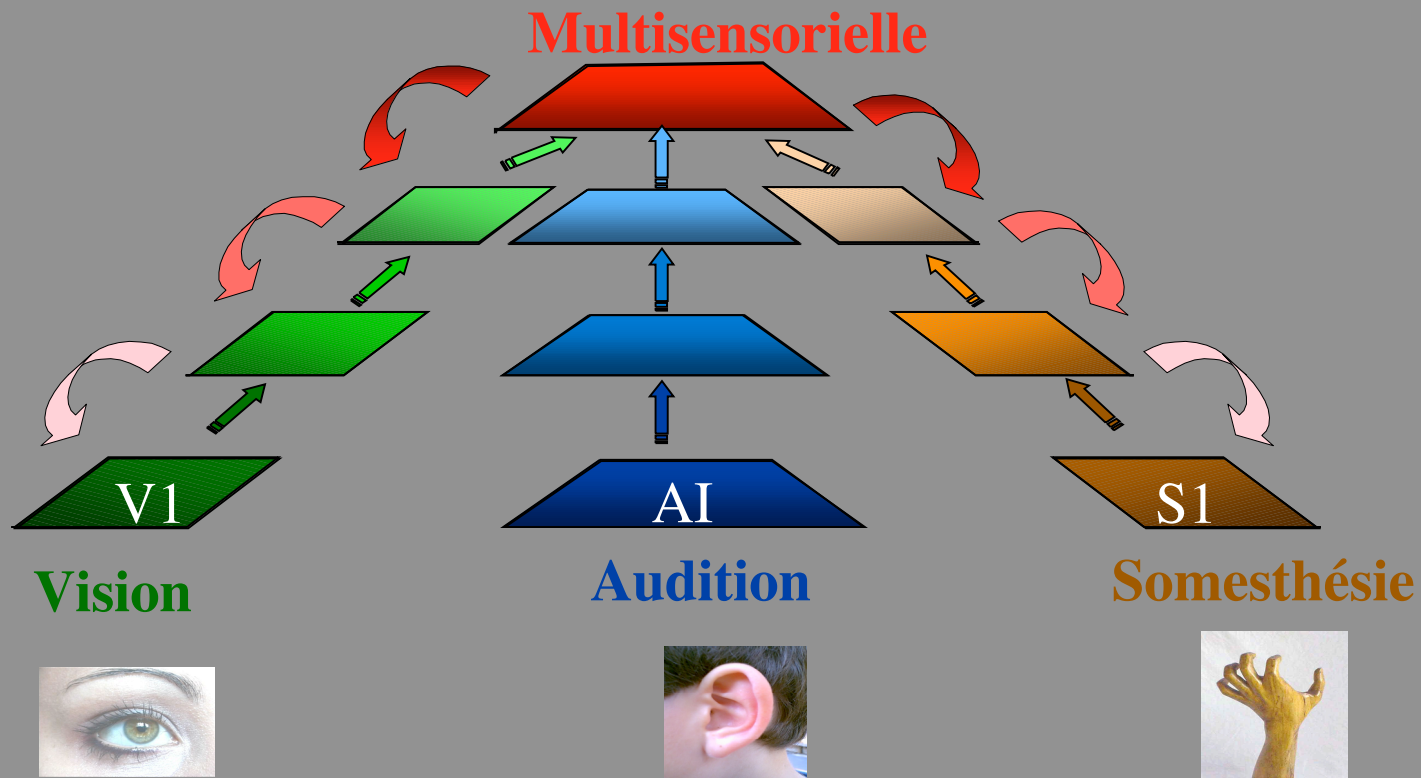 Multisensorielle
V1
AI
S1
Vision
Audition
Somesthésie